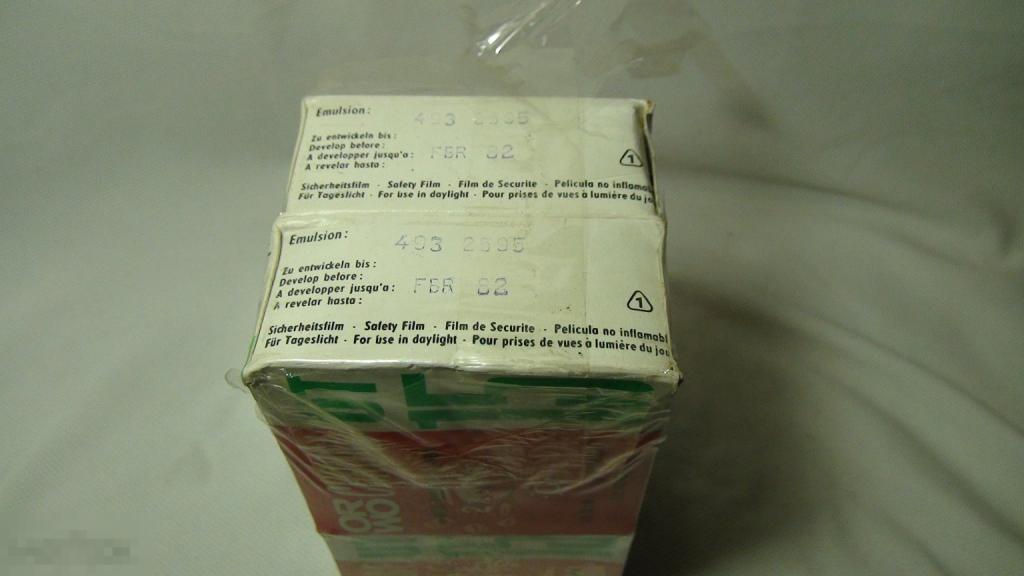 Emulsion: 493 2595
Zu entwickeln bis:
Develop before:
A developper jusqu'a: FBR 82
A revelar hasta:
1
Sicherheitsfilm - Safety Film - Film de Securite - Pelicula no inflamab
Für Tageslicht - For use in daylight - Pour prises de vues à lumière du jo
Emulsion: 493 2595
Zu entwickeln bis:
Develop before:
A developper jusqu'a: FBR 82
A revelar hasta:
1
Sicherheitsfilm - Safety Film - Film de Securite - Pelicula no inflamabl
Für Tageslicht - For use in daylight - Pour prises de vues à lumière du jou